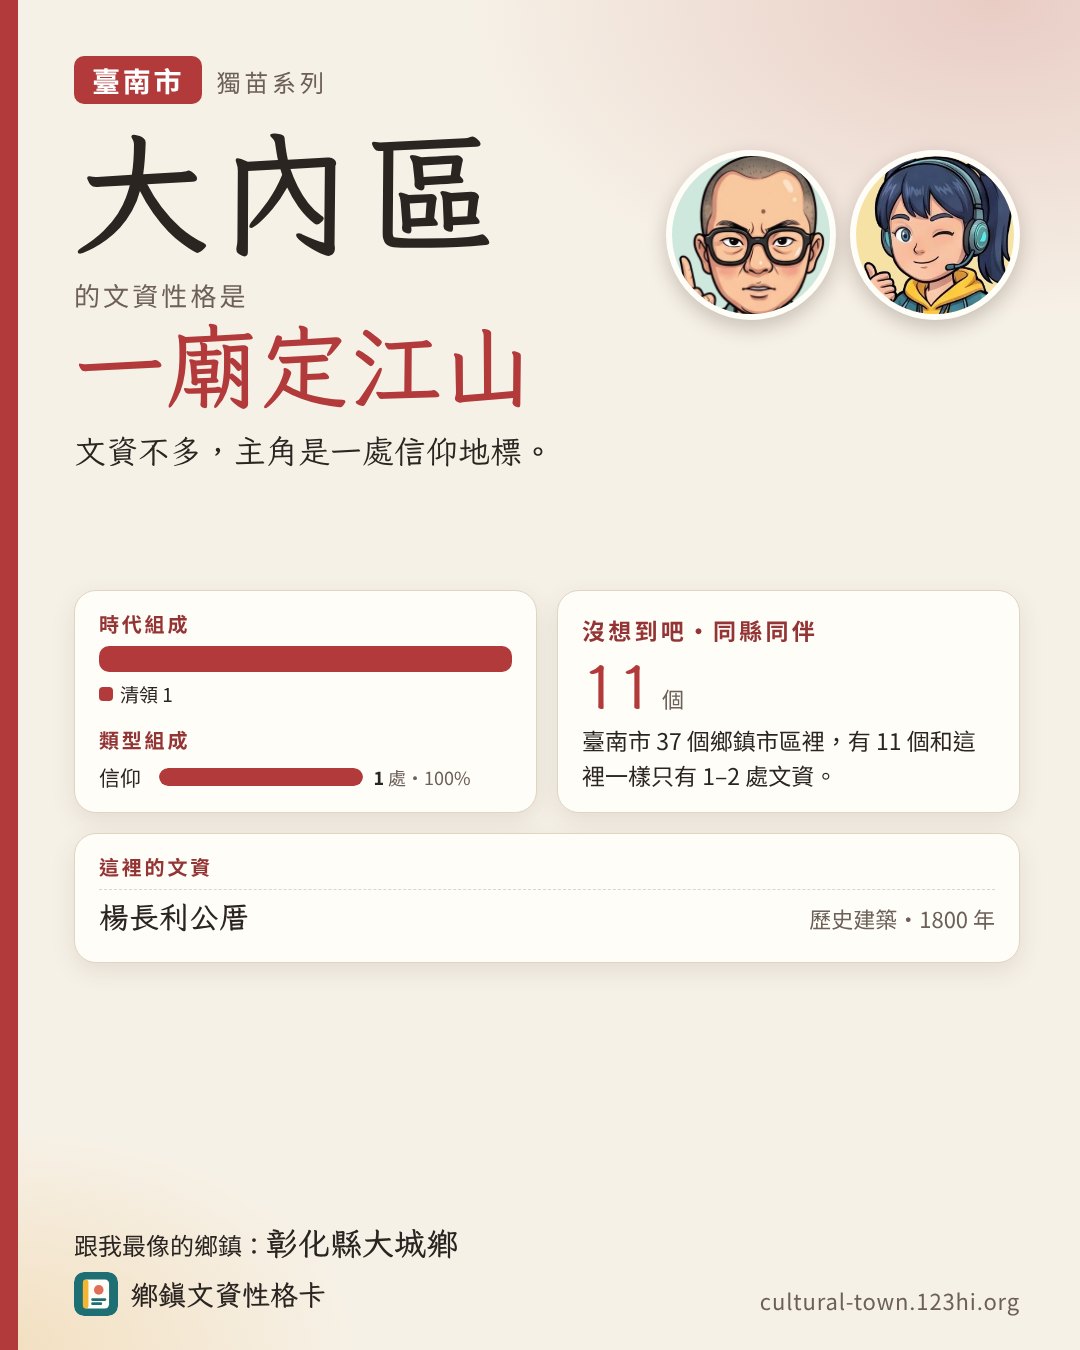 臺南市 獨苗系列
大內區
的文資性格是
一廟定江山
文資不多，主角是一處信仰地標。
時代組成
清領 1
類型組成
信仰 1 處・100%
沒想到吧・同縣同伴
11 個
臺南市 37 個鄉鎮市區裡，有 11 個和這
裡一樣只有 1–2 處文資。
這裡的文資
楊長利公厝 歷史建築・1800 年
跟我最像的鄉鎮：彰化縣大城鄉
鄉鎮文資性格卡
cultural-town.123hi.org